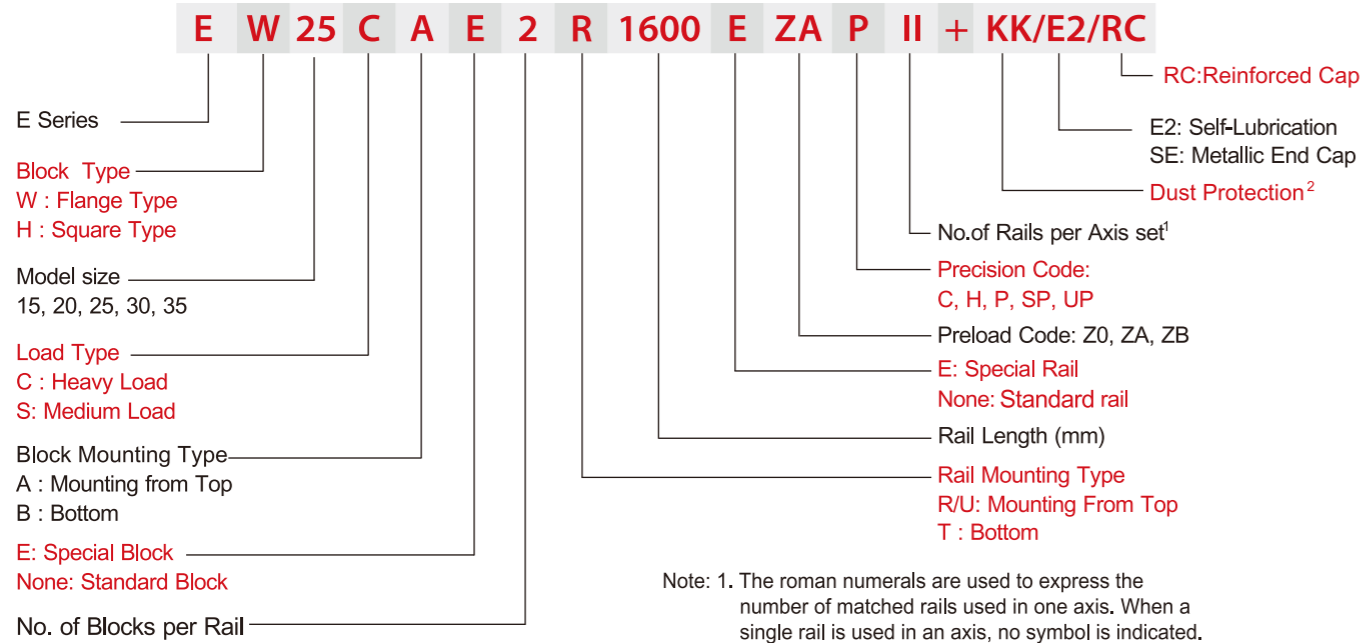 E W 25 C A E 2 R 1600 E ZA P II + KK/E2/RC
E Series
Block Type
W : Flange Type
H : Square Type
Model size
15, 20, 25, 30, 35
Load Type
C : Heavy Load
S: Medium Load
Block Mounting Type
A : Mounting from Top
B : Bottom
E: Special Block
None: Standard Block
No. of Blocks per Rail
RC:Reinforced Cap
E2: Self-Lubrication
SE: Metallic End Cap
Dust Protection²
No.of Rails per Axis set¹
Precision Code:
C, H, P, SP, UP
Preload Code: Z0, ZA, ZB
E: Special Rail
None: Standard rail
Rail Length (mm)
Rail Mounting Type
R/U: Mounting From Top
T : Bottom
Note: 1. The roman numerals are used to express the
number of matched rails used in one axis. When a
single rail is used in an axis, no symbol is indicated.